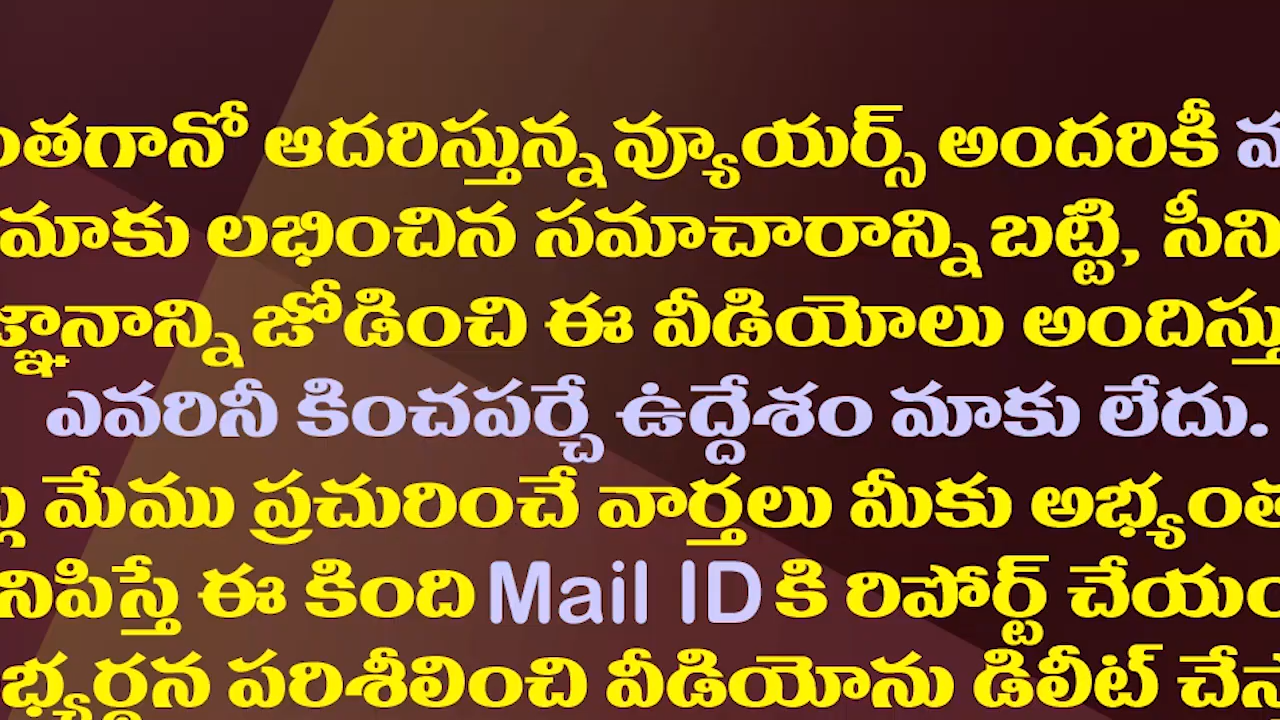 ంతగానో ఆదరిస్తున్న వ్యూయర్స్ అందరికీ
మాకు లభించిన సమాచారాన్ని బట్టి, సీని
జ్ఞానాన్ని జోడించి ఈ వీడియోలు అందిస్తు
ఎవరినీ కించపర్చే ఉద్దేశం మాకు లేదు.
మేము ప్రచురించే వార్తలు మీకు అభ్యంత
నిపిస్తే ఈ కింది Mail ID కి రిపోర్ట్ చేయం
భ్యర్థన పరిశీలించి వీడియోను డిలీట్ చేస